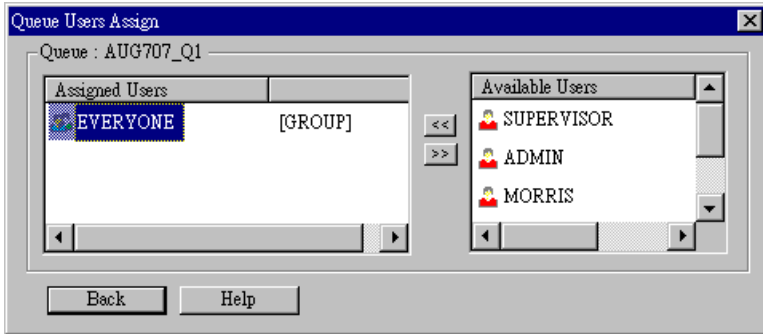 Queue Users Assign
Queue : AUG707_Q1
Assigned Users
EVERYONE [GROUP]
<<
>>
Available Users
SUPERVISOR
ADMIN
MORRIS
Back Help